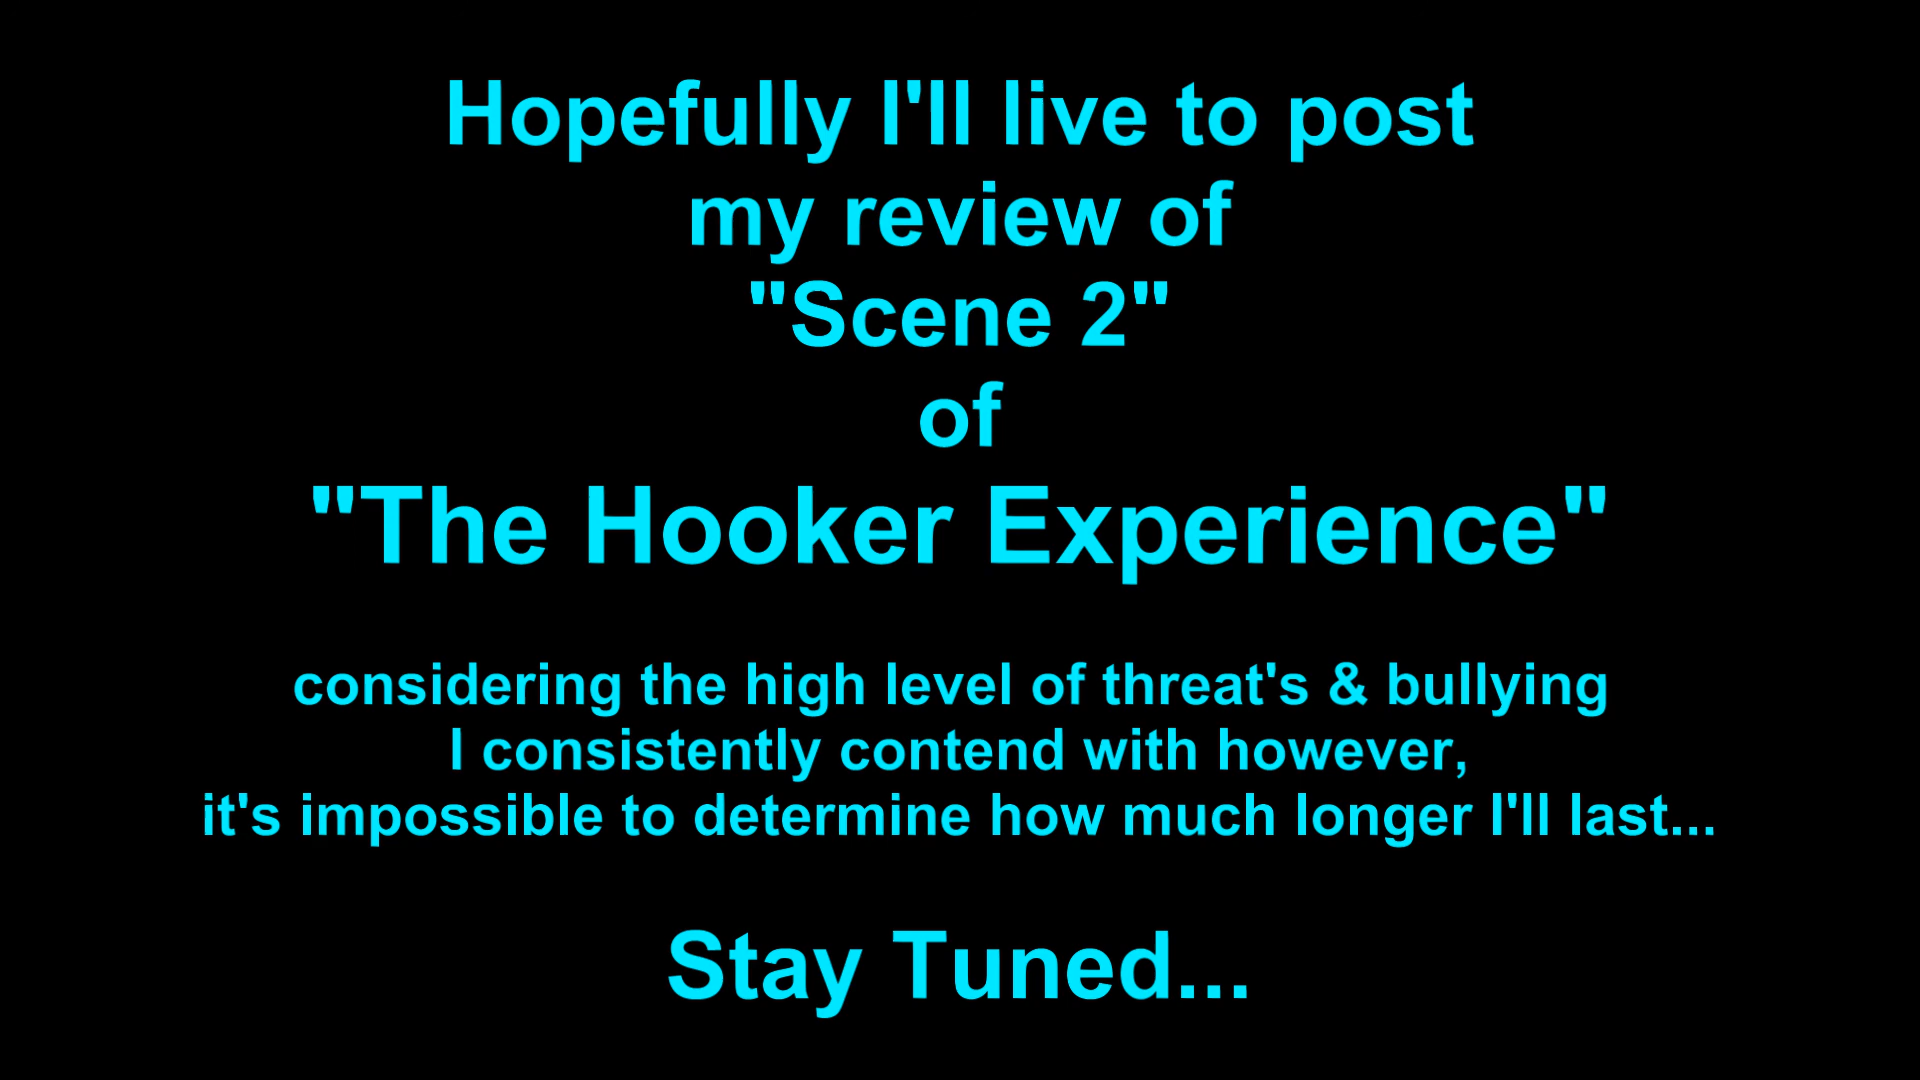 Hopefully I'll live to post
my review of
"Scene 2"
of
"The Hooker Experience"
considering the high level of threat's & bullying
I consistently contend with however,
it's impossible to determine how much longer I'll last...
Stay Tuned...